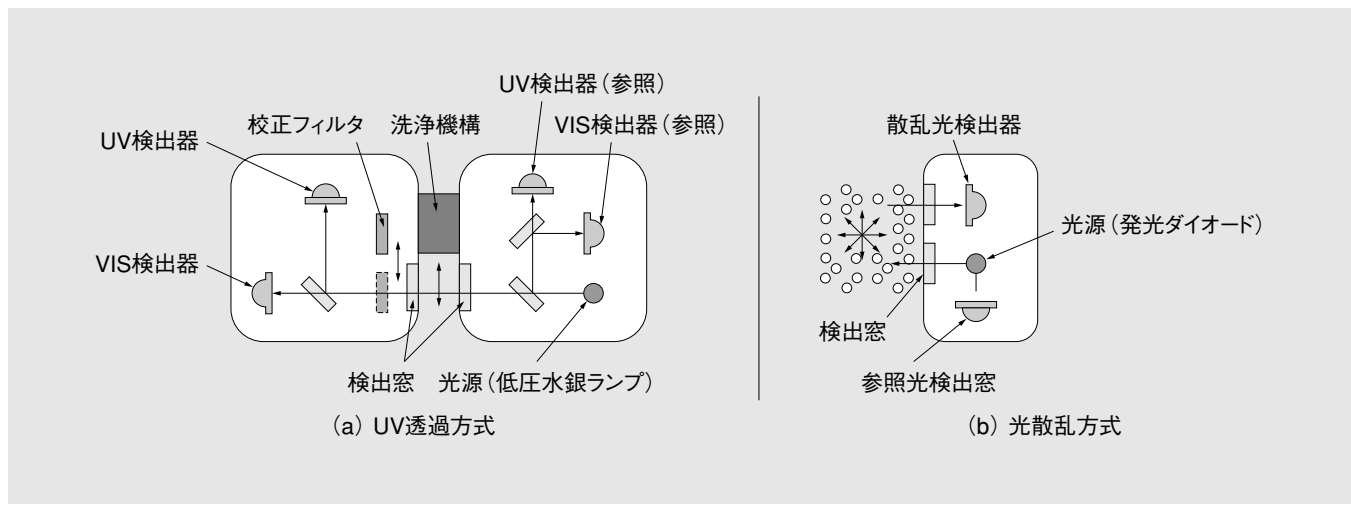 UV検出器（参照）
校正フィルタ
洗浄機構
VIS検出器（参照）
UV検出器
VIS検出器
検出窓
光源（低圧水銀ランプ）
（a）UV透過方式
散乱光検出器
光源（発光ダイオード）
検出窓
参照光検出窓
（b）光散乱方式